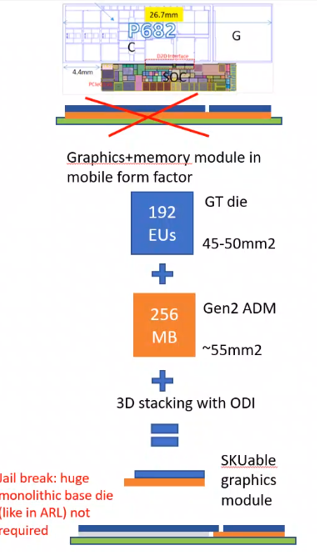 26.7mm
P682
G
C
D2D Interface
4.4mm
SOC
Graphics+memory module in
mobile form factor
192
EUs
GT die
45-50mm2
256
MB
Gen2 ADM
~55mm2
3D stacking with ODI
SKUable
graphics
module
Jail break: huge
monolithic base die
(like in ARL) not
required